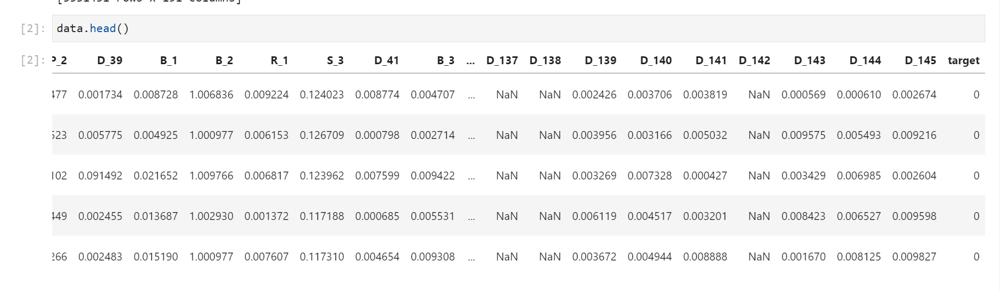 [2]: data.head()
[2]: P_2 D_39 B_1 B_2 R_1 S_3 D_41 B_3 ... D_137 D_138 D_139 D_140 D_141 D_142 D_143 D_144 D_145 target
477 0.001734 0.008728 1.006836 0.009224 0.124023 0.008774 0.004707 ... NaN NaN 0.002426 0.003706 0.003819 NaN 0.000569 0.000610 0.002674 0
523 0.005775 0.004925 1.000977 0.006153 0.126709 0.000798 0.002714 ... NaN NaN 0.003956 0.003166 0.005032 NaN 0.009575 0.005493 0.009216 0
102 0.091492 0.021652 1.009766 0.006817 0.123962 0.007599 0.009422 ... NaN NaN 0.003269 0.007328 0.000427 NaN 0.003429 0.006985 0.002604 0
449 0.002455 0.013687 1.002930 0.001372 0.117188 0.000685 0.005531 ... NaN NaN 0.006119 0.004517 0.003201 NaN 0.008423 0.006527 0.009598 0
266 0.002483 0.015190 1.000977 0.007607 0.117310 0.004654 0.009308 ... NaN NaN 0.003672 0.004944 0.008888 NaN 0.001670 0.008125 0.009827 0